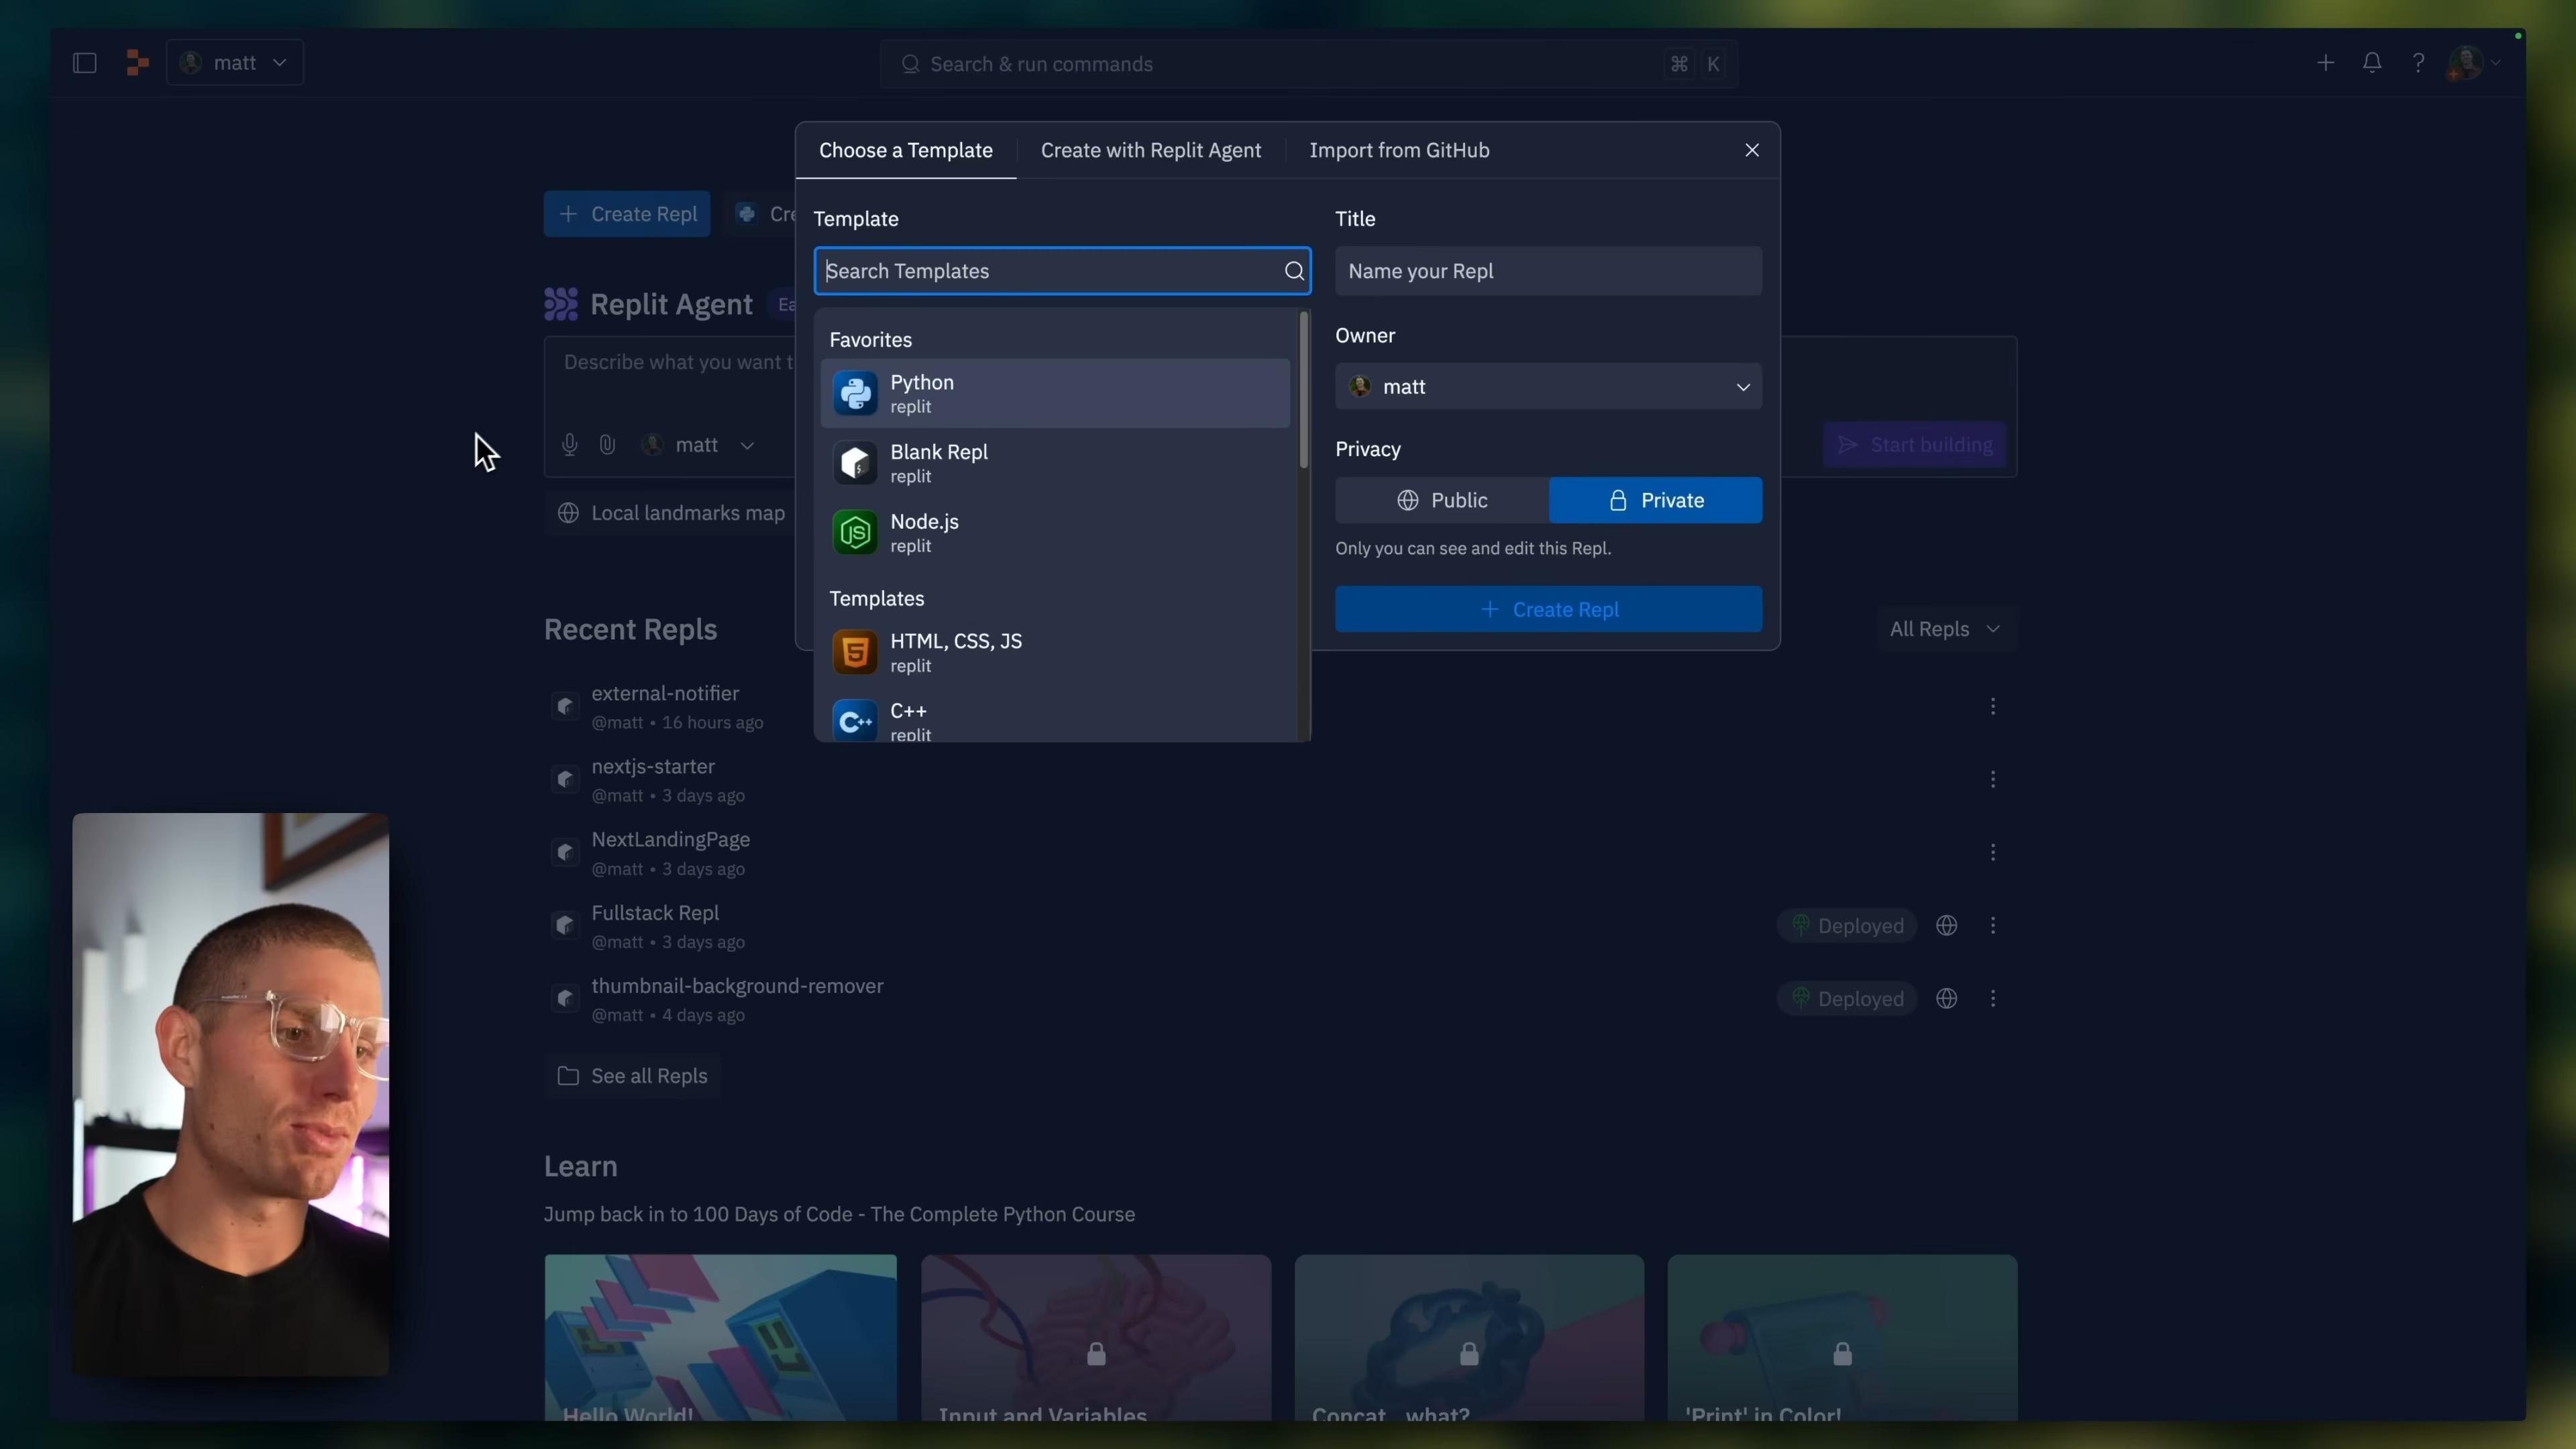 matt
Search & run commands
⌘ K
?
Choose a Template
Create with Replit Agent
Import from GitHub
Create Repl
Template
Search Templates
Favorites
Python
replit
Blank Repl
replit
Node.js
replit
Templates
HTML, CSS, JS
replit
C++
replit
Title
Name your Repl
Owner
matt
Privacy
Public
Private
Only you can see and edit this Repl.
Create Repl
Replit Agent
Describe what you want
matt
Start building
Local landmarks map
Recent Repls
All Repls
external-notifier
@matt • 16 hours ago
nextjs-starter
@matt • 3 days ago
NextLandingPage
@matt • 3 days ago
Fullstack Repl
@matt • 3 days ago
Deployed
thumbnail-background-remover
@matt • 4 days ago
Deployed
See all Repls
Learn
Jump back in to 100 Days of Code - The Complete Python Course
Hello World!
Input and Variables
Concat...what?
'Print' in Color!